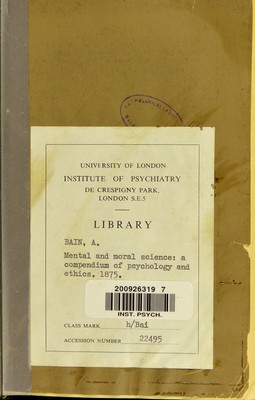 UNIVERSITY OF LONDON
INSTITUTE OF PSYCHIATRY
DE CRESPIGNY PARK,
LONDON S.E.5
LIBRARY
BAIN, A.
Mental and moral science: a
compendium of psychology and
ethics. 1875.
200926319 7
INST. PSYCH.
CLASS MARK h/Bai
ACCESSION NUMBER 22495